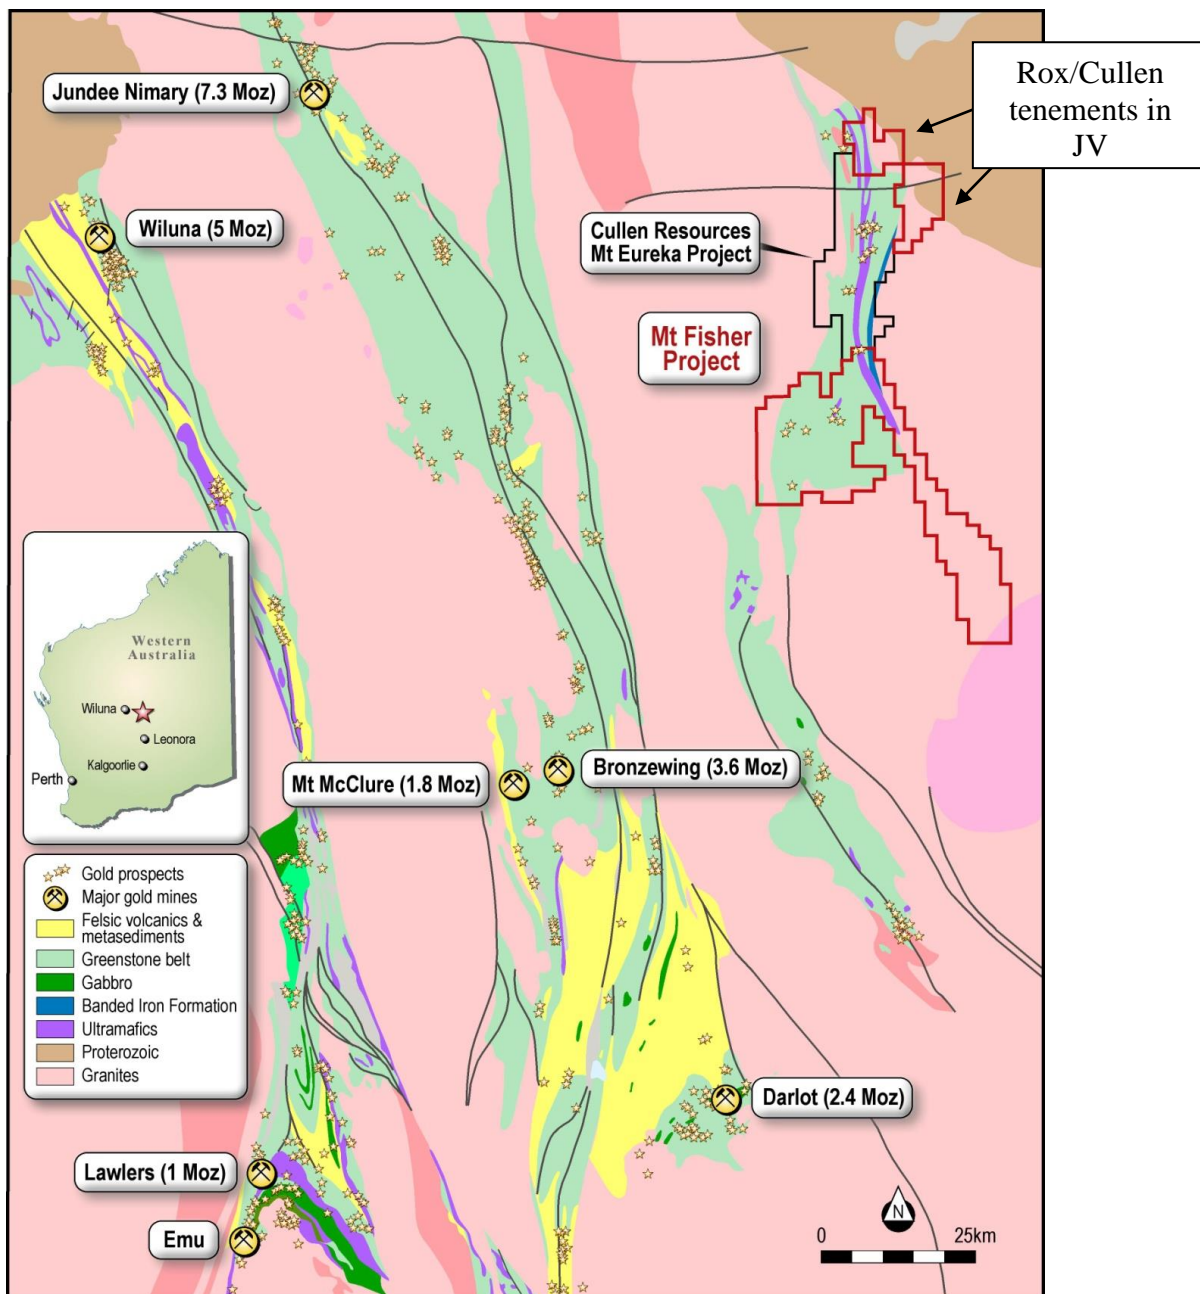 Rox/Cullen
tenements in
JV
Jundee Nimary (7.3 Moz)
Wiluna (5 Moz)
Cullen Resources
Mt Eureka Project
Mt Fisher
Project
Western
Australia
Wiluna
Leonora
Kalgoorlie
Perth
Mt McClure (1.8 Moz)
Bronzewing (3.6 Moz)
Gold prospects
Major gold mines
Felsic volcanics &
metasediments
Greenstone belt
Gabbro
Banded Iron Formation
Ultramafics
Proterozoic
Granites
Darlot (2.4 Moz)
Lawlers (1 Moz)
Emu
N
0 25km